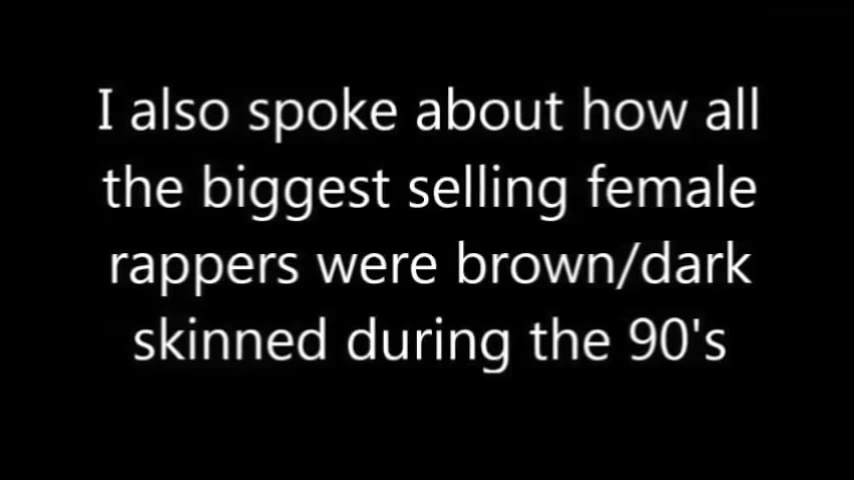 I also spoke about how all
the biggest selling female
rappers were brown/dark
skinned during the 90's